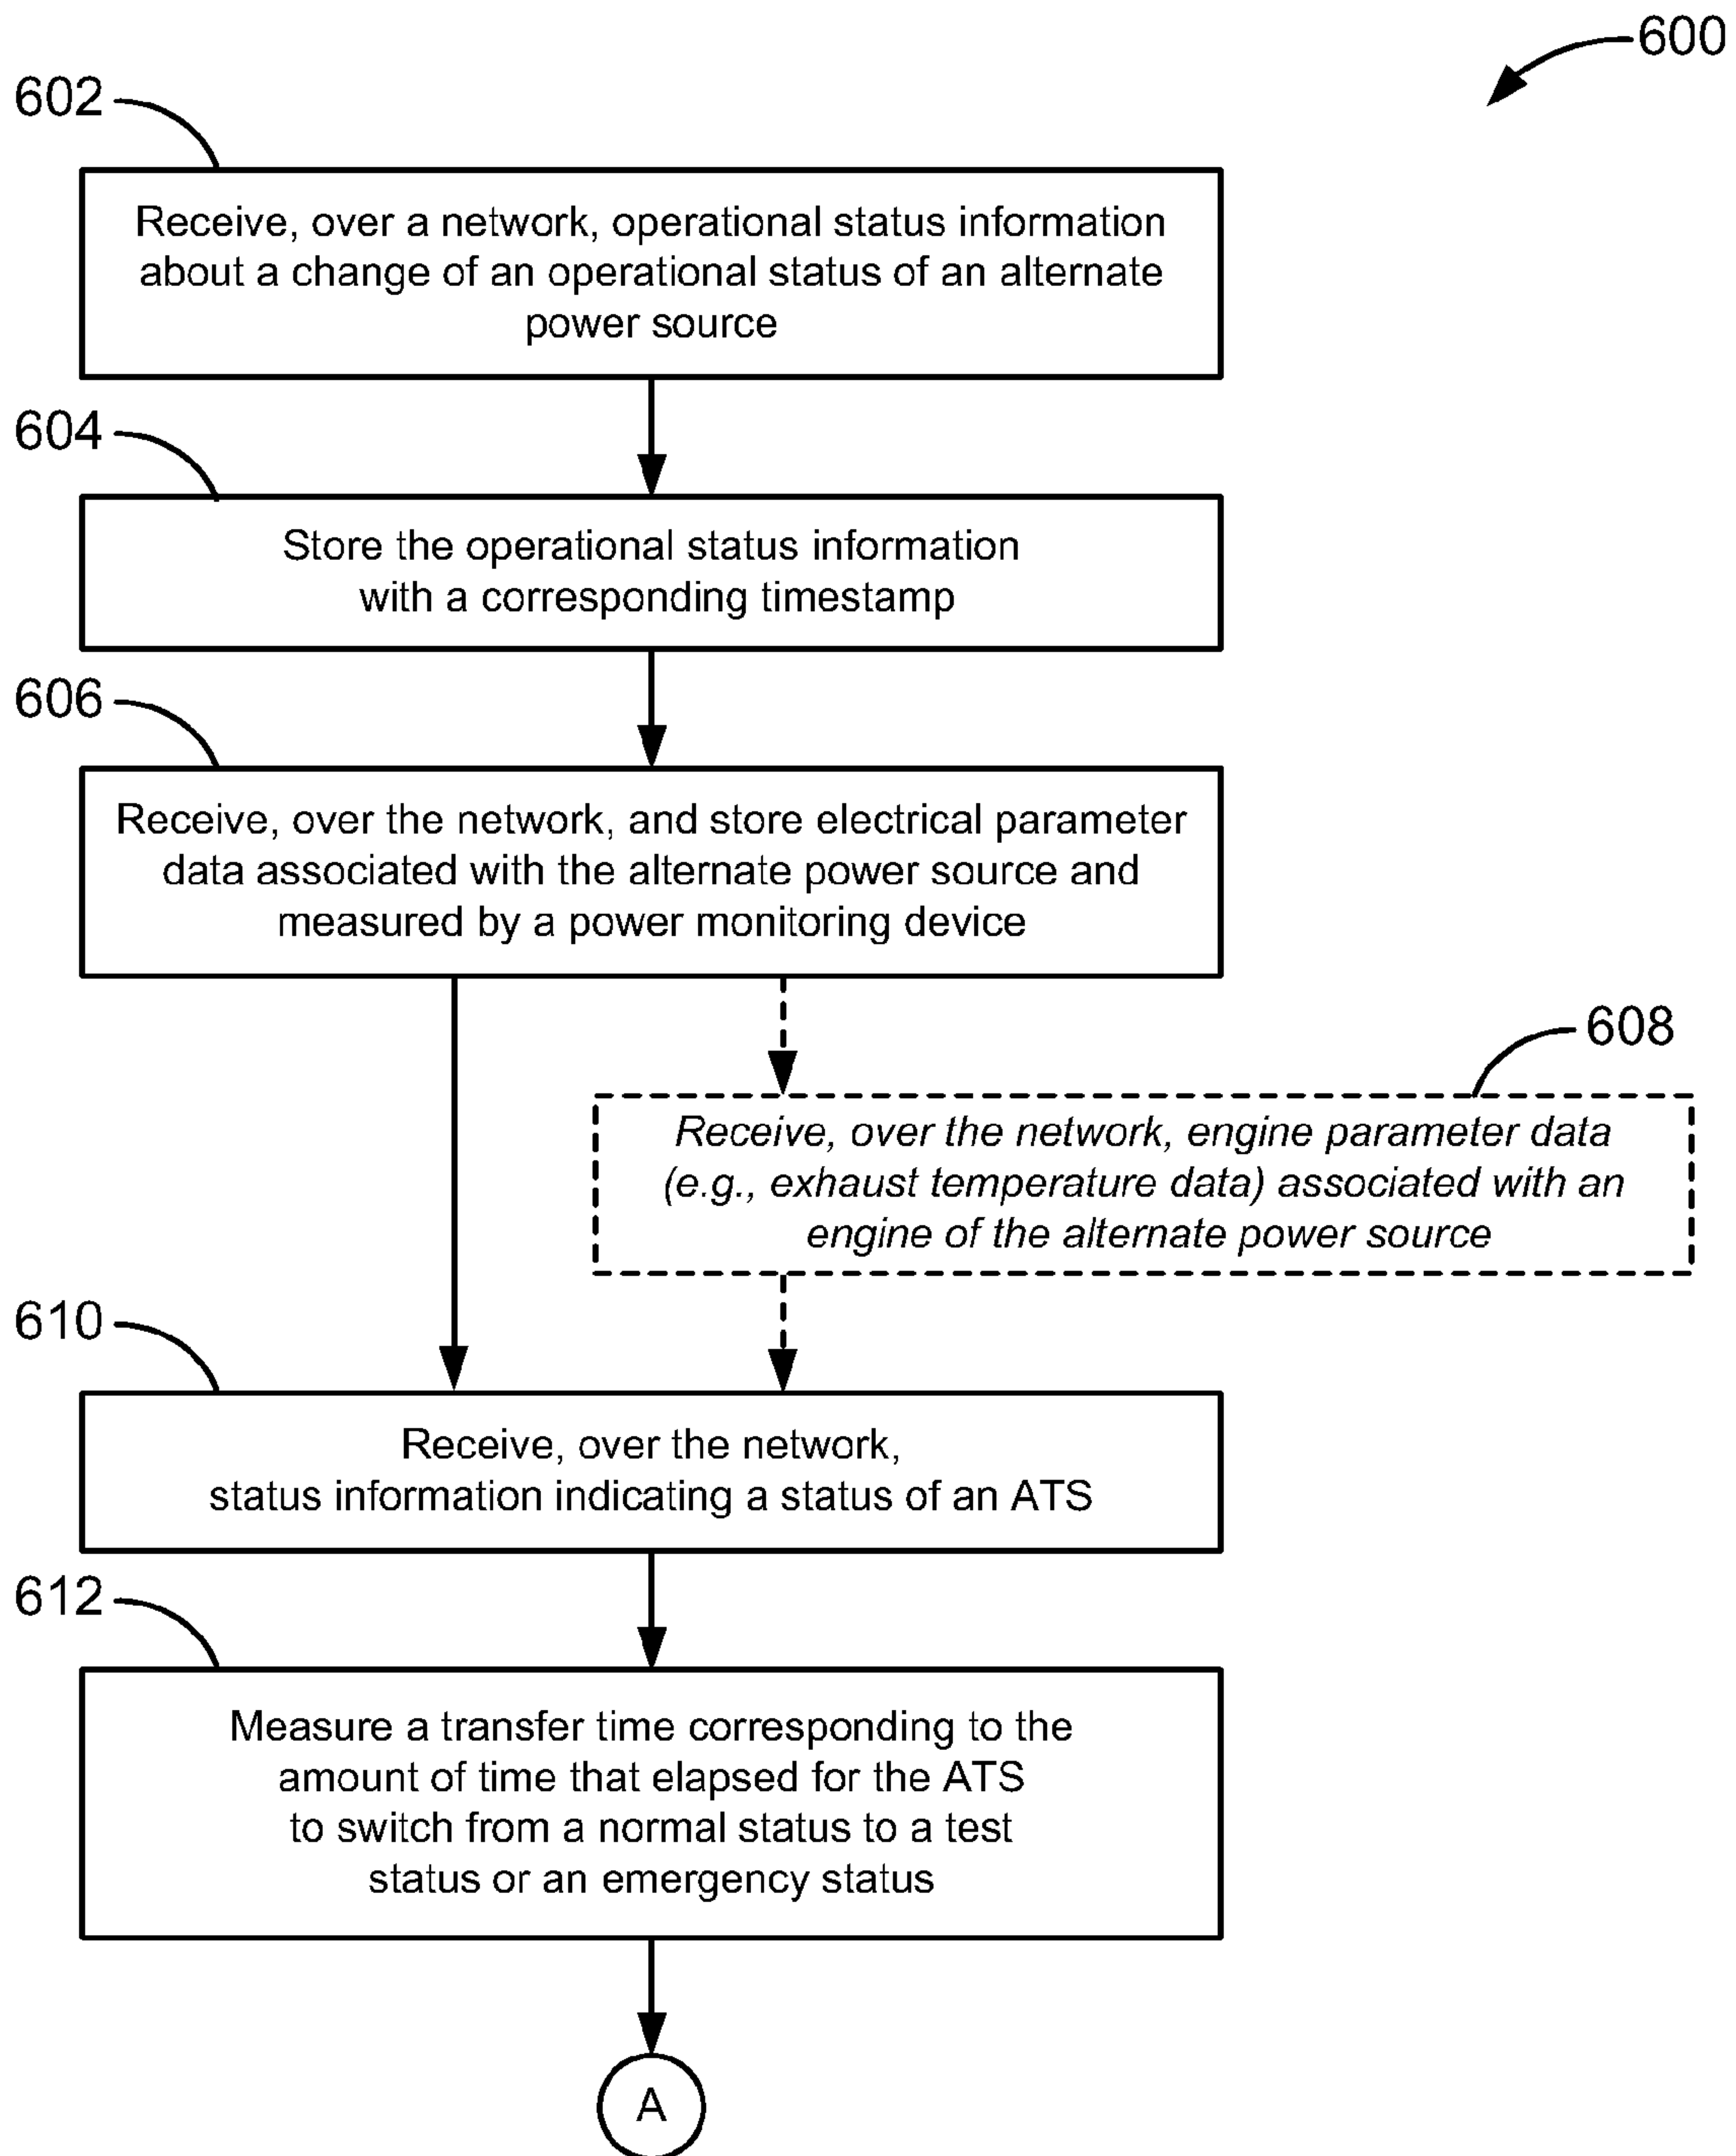 600
602
Receive, over a network, operational status information
about a change of an operational status of an alternate
power source
604
Store the operational status information
with a corresponding timestamp
606
Receive, over the network, and store electrical parameter
data associated with the alternate power source and
measured by a power monitoring device
608
Receive, over the network, engine parameter data
(e.g., exhaust temperature data) associated with an
engine of the alternate power source
610
Receive, over the network,
status information indicating a status of an ATS
612
Measure a transfer time corresponding to the
amount of time that elapsed for the ATS
to switch from a normal status to a test
status or an emergency status
A